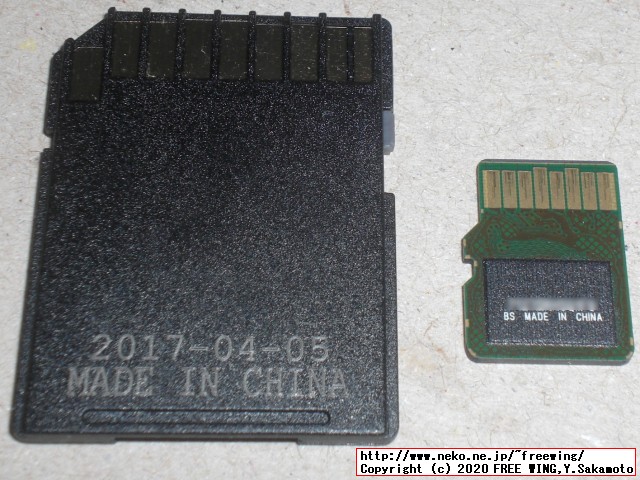 2017-04-05
MADE IN CHINA
BS MADE IN CHINA
http://www.neko.ne.jp/~freewing/
Copyright (c) 2020 FREE WING,Y.Sakamoto